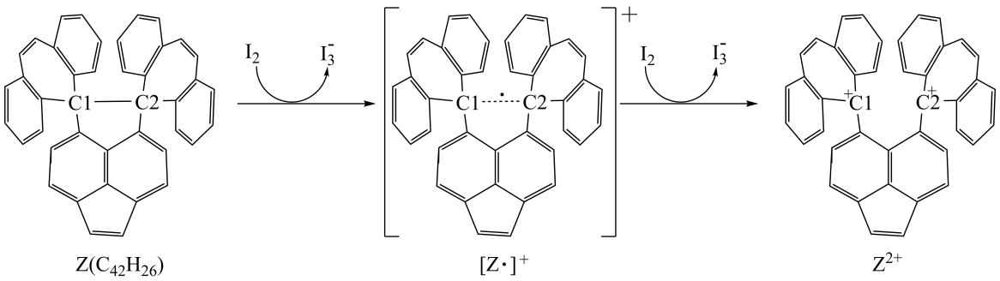 I₂ I₃⁻ I₂ I₃⁻
+
C1 C2 C1 · C2 +C1 C2+
Z(C₄₂H₂₆) [Z·]⁺ Z²⁺